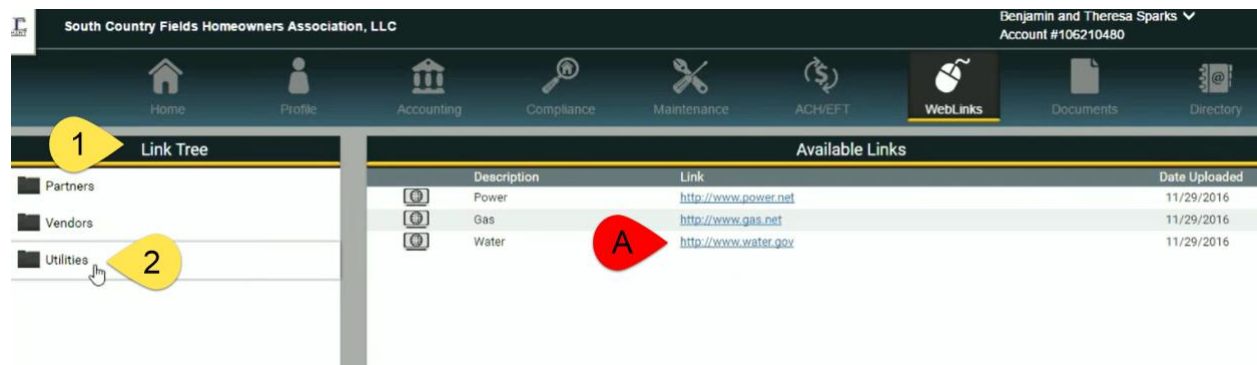 South Country Fields Homeowners Association, LLC
Benjamin and Theresa Sparks
Account #106210480
Home Profile Accounting Compliance Maintenance ACH/EFT WebLinks Documents Directory
1 Link Tree
Available Links
Partners
Vendors
Utilities 2
Description Link Date Uploaded
Power http://www.power.net 11/29/2016
Gas http://www.gas.net 11/29/2016
Water A http://www.water.gov 11/29/2016